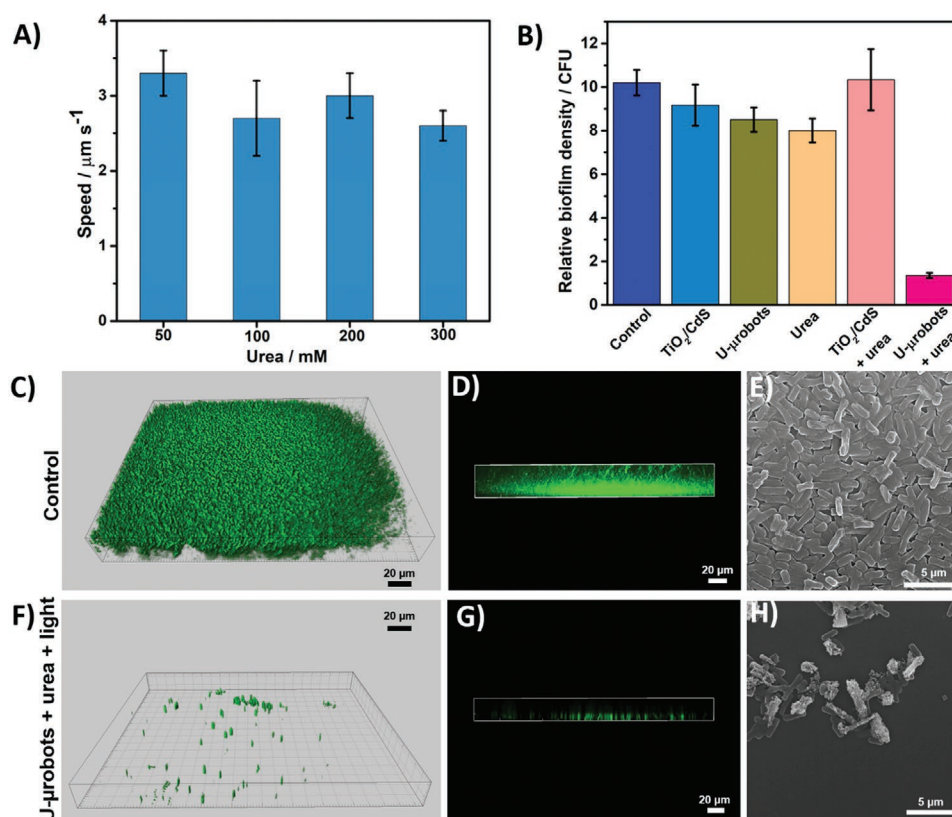 A)
5
4
3
2
1
0
Speed / μm s⁻¹
50
100
200
300
Urea / mM
B)
12
10
8
6
4
2
0
Relative biofilm density / CFU
Control
TiO₂/CdS
U-μrobots
Urea
TiO₂/CdS
+ urea
U-μrobots
+ urea
Control
C)
20 μm
D)
20 μm
E)
5 μm
U-μrobots + urea + light
F)
20 μm
G)
20 μm
H)
5 μm